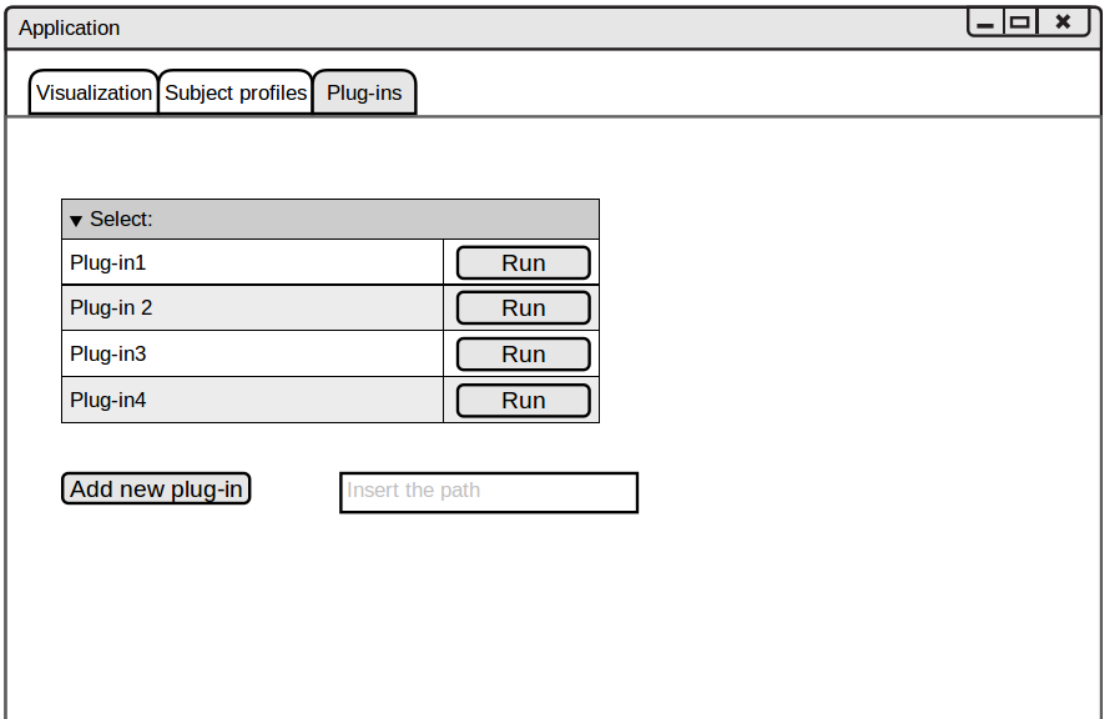 Application
Visualization Subject profiles Plug-ins
▼ Select:
Plug-in1 Run
Plug-in 2 Run
Plug-in3 Run
Plug-in4 Run
Add new plug-in Insert the path